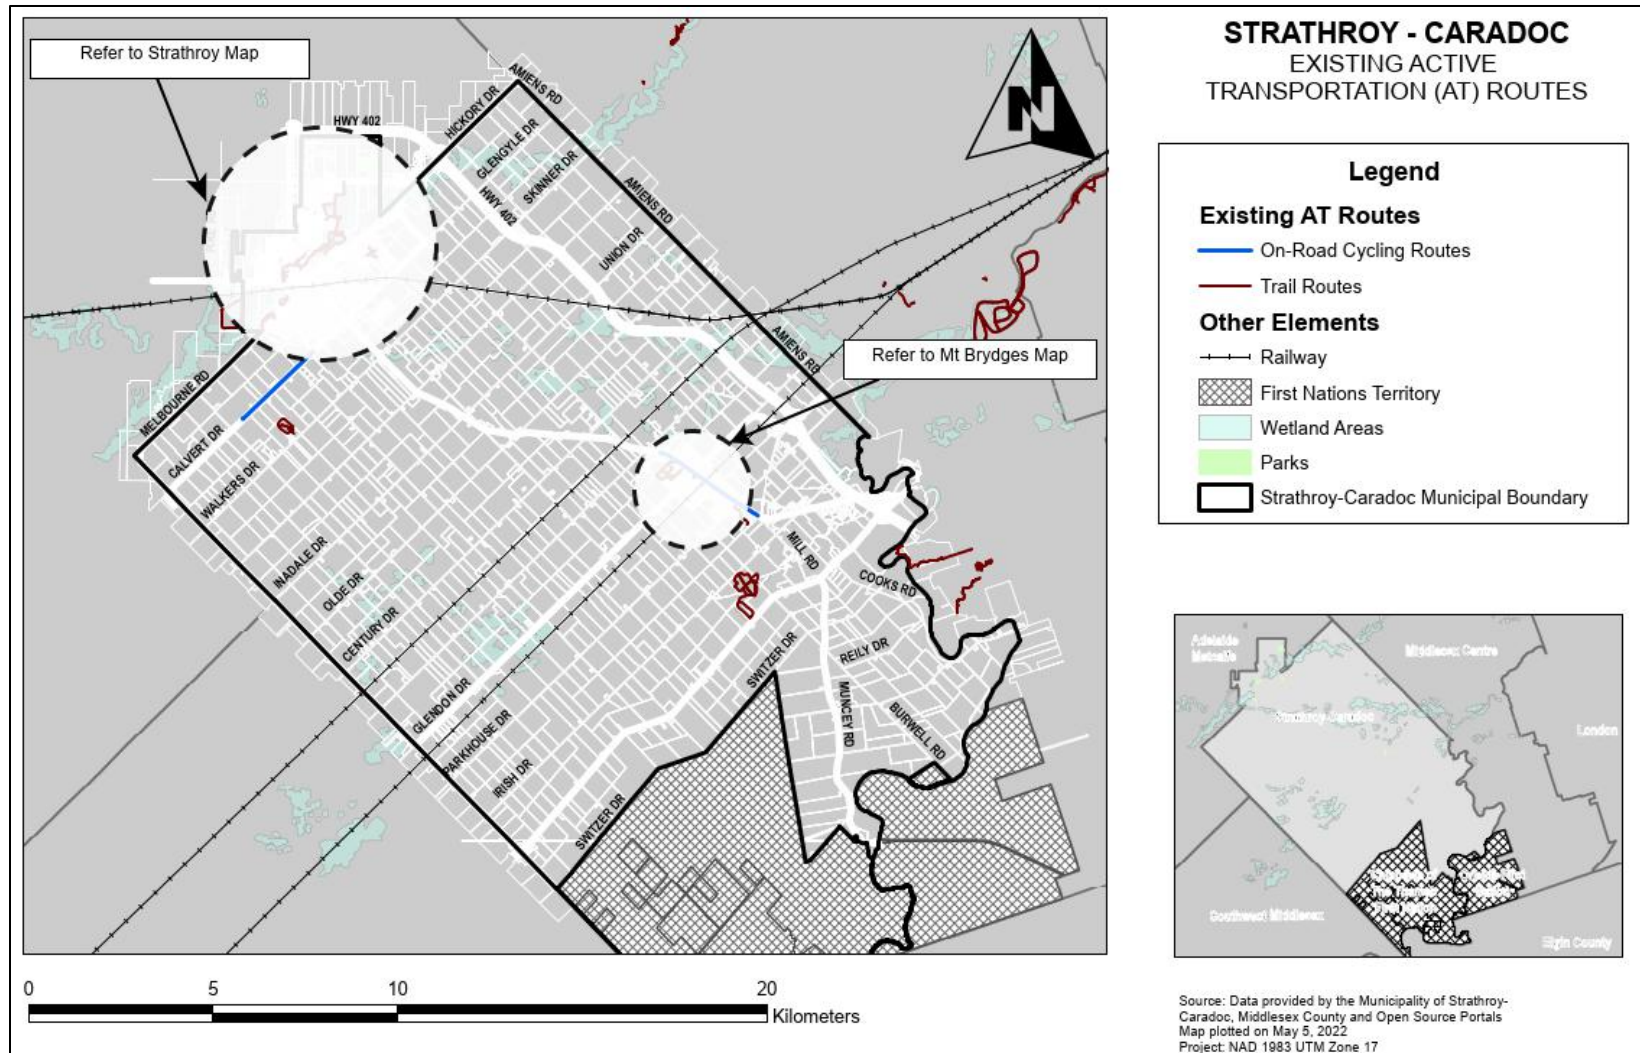 STRATHROY - CARADOC
EXISTING ACTIVE
TRANSPORTATION (AT) ROUTES
Legend
Existing AT Routes
On-Road Cycling Routes
Trail Routes
Other Elements
Railway
First Nations Territory
Wetland Areas
Parks
Strathroy-Caradoc Municipal Boundary
Refer to Strathroy Map
Refer to Mt Brydges Map
N
HWY 402
HICKORY DR
AMIENS RD
GLENGYLE DR
SKINNER DR
HWY 402
AMIENS RD
UNION DR
AMIENS RD
MELBOURNE RD
CALVERT DR
WALKERS DR
INADALE DR
OLDE DR
CENTURY DR
GLENDON DR
PARKHOUSE DR
IRISH DR
SWITZER DR
SWITZER DR
MILL RD
COOKS RD
REILY DR
MUNCEY RD
BURWELL RD
0 5 10 20
Kilometers
Adelaide
Metcalfe
Middlesex Centre
Strathroy-Caradoc
London
Southwest Middlesex
Elgin County
Source: Data provided by the Municipality of Strathroy-
Caradoc, Middlesex County and Open Source Portals
Map plotted on May 5, 2022
Project: NAD 1983 UTM Zone 17